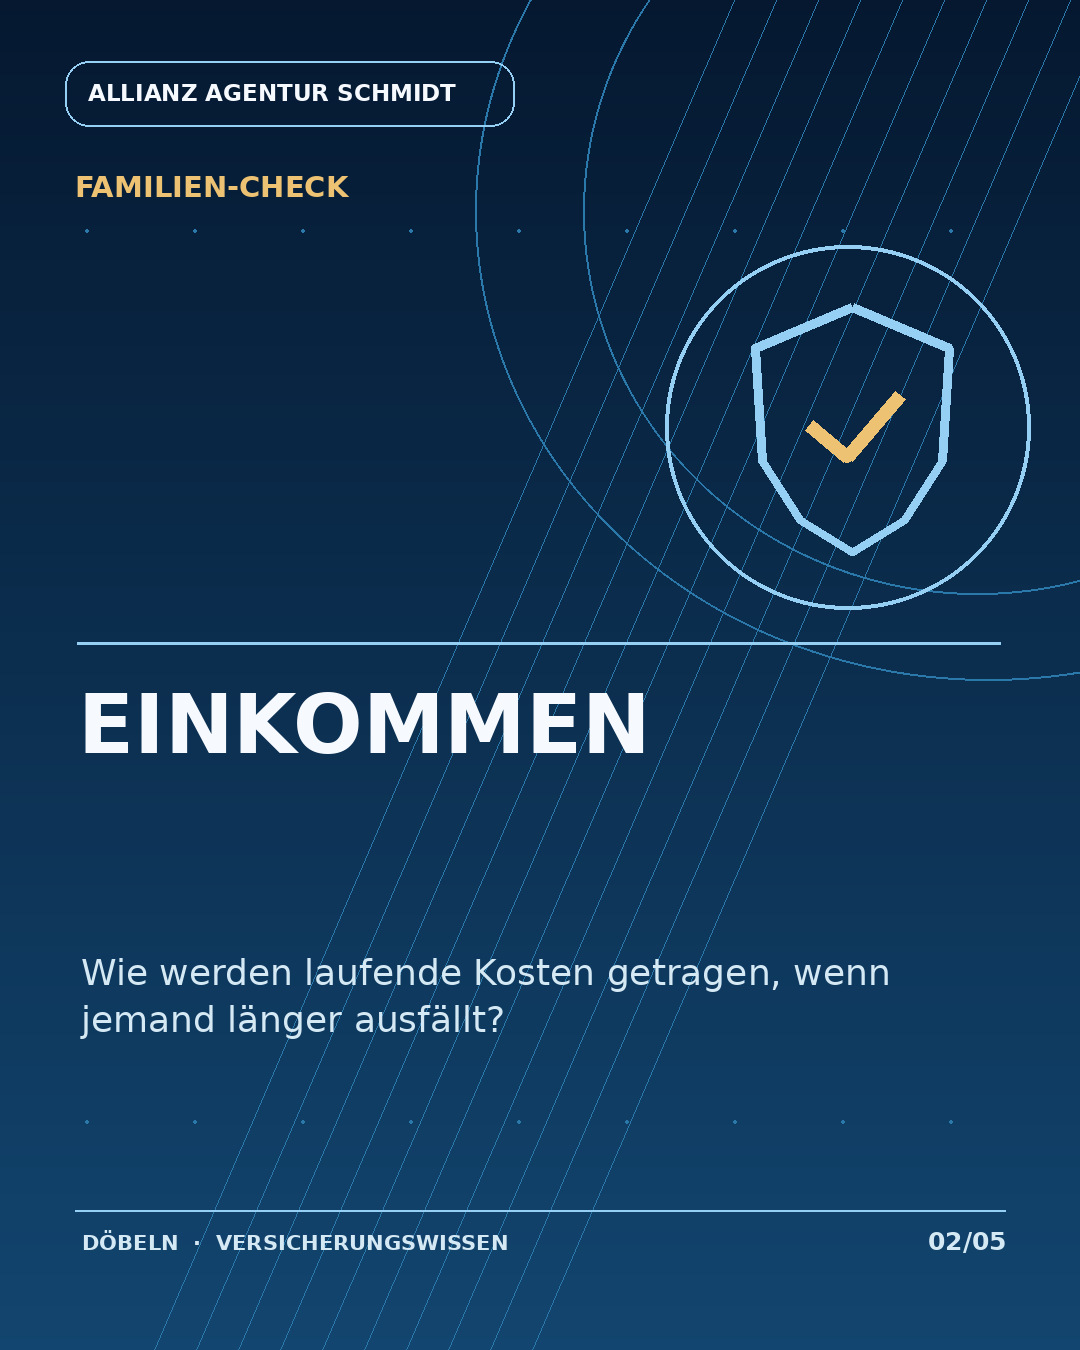 ALLIANZ AGENTUR SCHMIDT
FAMILIEN-CHECK
EINKOMMEN
Wie werden laufende Kosten getragen, wenn
jemand länger ausfällt?
DÖBELN · VERSICHERUNGSWISSEN
02/05